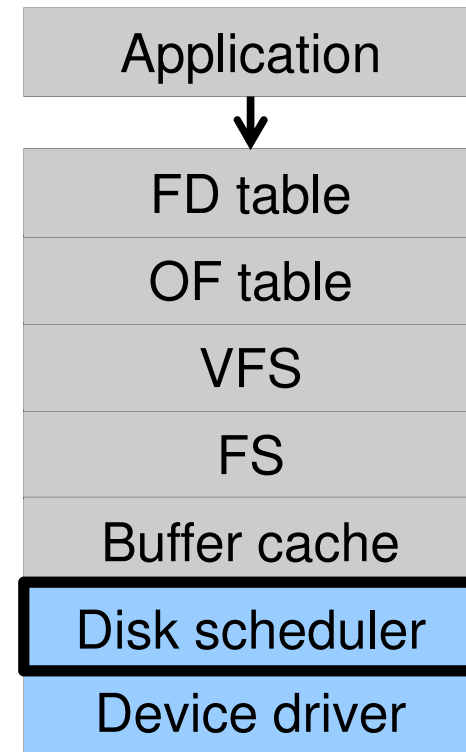 Application
FD table
OF table
VFS
FS
Buffer cache
Disk scheduler
Device driver